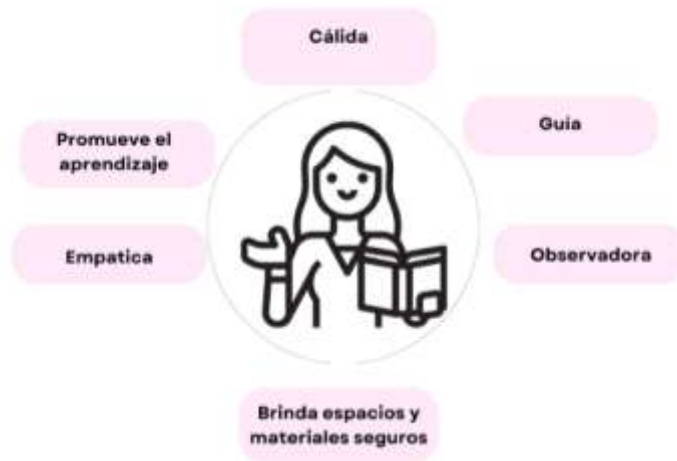 Cálida
Guia
Promueve el
aprendizaje
Empatica
Observadora
Brinda espacios y
materiales seguros